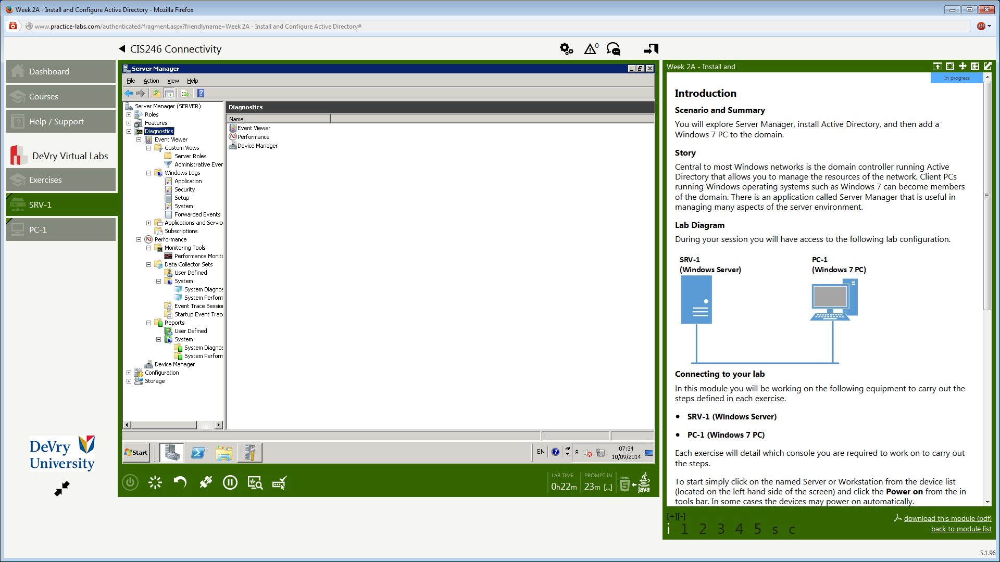 Week 2A - Install and Configure Active Directory - Mozilla Firefox
www.practice-labs.com/authenticated/fragment.aspx?friendlyname=Week 2A - Install and Configure Active Directory#
ABP
CIS246 Connectivity
0
Dashboard
Courses
Help / Support
DeVry Virtual Labs
Exercises
SRV-1
PC-1
DeVry
University
Server Manager
File Action View Help
Server Manager (SERVER)
Roles
Features
Diagnostics
Event Viewer
Custom Views
Server Roles
Administrative Ever
Windows Logs
Application
Security
Setup
System
Forwarded Events
Applications and Servic
Subscriptions
Performance
Monitoring Tools
Performance Monito
Data Collector Sets
User Defined
System
System Diagnos
System Perform
Event Trace Session
Startup Event Trace
Reports
User Defined
System
System Diagnos
System Perform
Device Manager
Configuration
Storage
Diagnostics
Name
Event Viewer
Performance
Device Manager
Start
EN
07:34
10/09/2014
LAB TIME
0h22m
PROMPT IN
23m [...]
HTML
5
java
Week 2A - Install and
In progress
Introduction
Scenario and Summary
You will explore Server Manager, install Active Directory, and then add a
Windows 7 PC to the domain.
Story
Central to most Windows networks is the domain controller running Active
Directory that allows you to manage the resources of the network. Client PCs
running Windows operating systems such as Windows 7 can become members
of the domain. There is an application called Server Manager that is useful in
managing many aspects of the server environment.
Lab Diagram
During your session you will have access to the following lab configuration.
SRV-1
(Windows Server)
PC-1
(Windows 7 PC)
Connecting to your lab
In this module you will be working on the following equipment to carry out the
steps defined in each exercise.
• SRV-1 (Windows Server)
• PC-1 (Windows 7 PC)
Each exercise will detail which console you are required to work on to carry out
the steps.
To start simply click on the named Server or Workstation from the device list
(located on the left hand side of the screen) and click the Power on from the in
tools bar. In some cases the devices may power on automatically.
[+][-]
i 1 2 3 4 5 s c
download this module (pdf)
back to module list
S.1.96